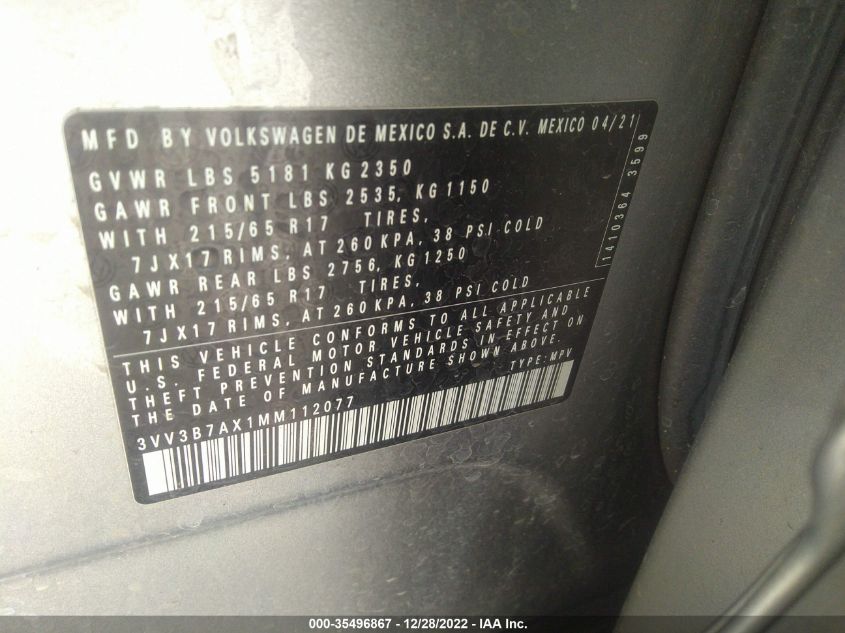 MFD BY VOLKSWAGEN DE MEXICO S.A. DE C.V. MEXICO 04/21
GVWR LBS 5181 KG 2350
GAWR FRONT LBS 2535, KG 1150
WITH 215/65 R17 TIRES,
7JX17 RIMS, AT 260 KPA, 38 PSI COLD
GAWR REAR LBS 2756, KG 1250
WITH 215/65 R17 TIRES,
7JX17 RIMS, AT 260 KPA, 38 PSI COLD
1410364 3599
THIS VEHICLE CONFORMS TO ALL APPLICABLE
U.S. FEDERAL MOTOR VEHICLE SAFETY AND
THEFT PREVENTION STANDARDS IN EFFECT ON
THE DATE OF MANUFACTURE SHOWN ABOVE.
3VV3B7AX1MM112077 TYPE: MPV
000-35496867 - 12/28/2022 - IAA Inc.